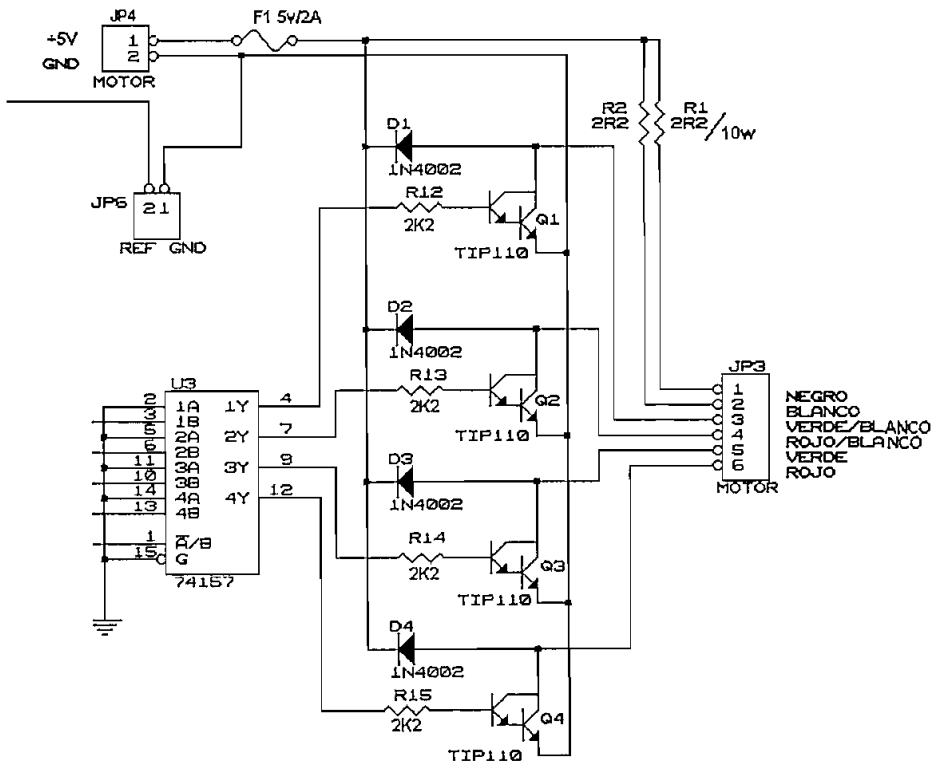 JP4
F1 5v/2A
+5V
1
GND
2
MOTOR
R2
2R2
R1
2R2/10w
D1
1N4002
JP6
2 1
REF GND
R12
2K2
Q1
TIP110
D2
1N4002
R13
2K2
Q2
TIP110
U3
2 1A 1Y 4
3 1B
5 2A 2Y 7
6 2B
11 3A 3Y 9
10 3B
14 4A 4Y 12
13 4B
1 A/B
15 G
74157
D3
1N4002
R14
2K2
Q3
TIP110
D4
1N4002
R15
2K2
Q4
TIP110
JP3
1 NEGRO
2 BLANCO
3 VERDE/BLANCO
4 ROJO/BLANCO
5 VERDE
6 ROJO
MOTOR